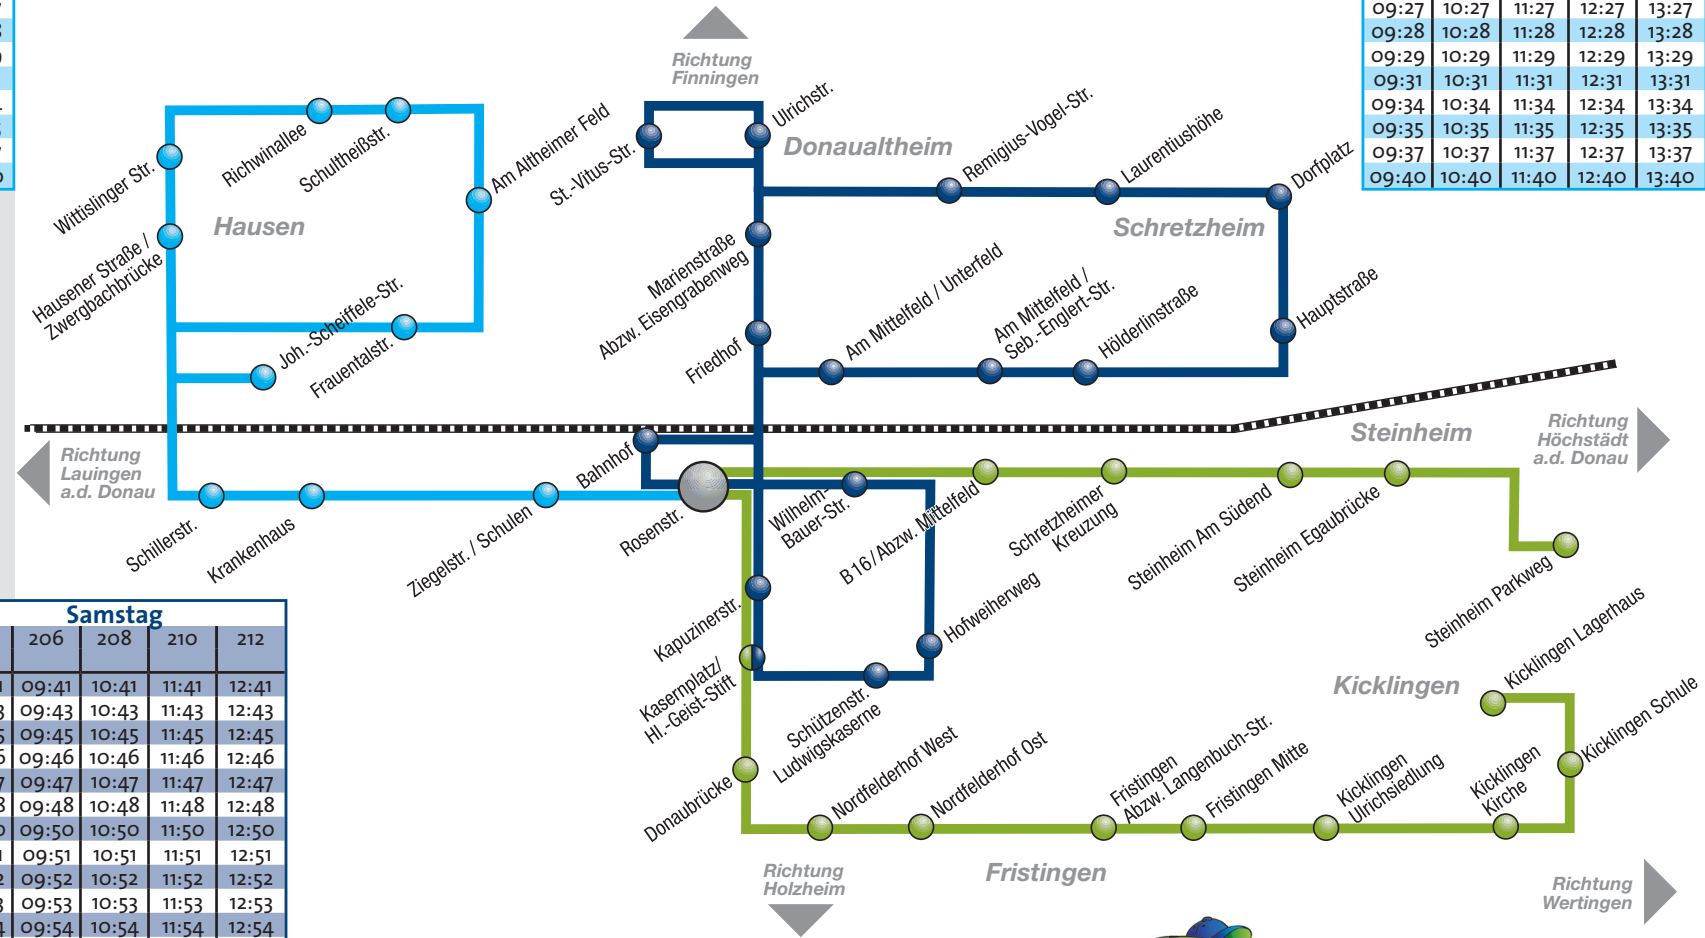 09:27 10:27 11:27 12:27 13:27
09:28 10:28 11:28 12:28 13:28
09:29 10:29 11:29 12:29 13:29
09:31 10:31 11:31 12:31 13:31
09:34 10:34 11:34 12:34 13:34
09:35 10:35 11:35 12:35 13:35
09:37 10:37 11:37 12:37 13:37
09:40 10:40 11:40 12:40 13:40
Richtung
Finningen
Richwinallee
Schultheißstr.
Am Altheimer Feld
Wittislinger Str.
Hausen
Hausener Straße /
Zwergbachbrücke
Joh.-Scheiffele-Str.
Frauentalstr.
Ulrichstr.
St.-Vitus-Str.
Donaualtheim
Remigius-Vogel-Str.
Laurentiushöhe
Dorfplatz
Schretzheim
Marienstraße
Abzw. Eisengrabenweg
Friedhof
Am Mittelfeld / Unterfeld
Am Mittelfeld /
Seb.-Englert-Str.
Hölderlinstraße
Hauptstraße
Richtung
Lauingen
a.d. Donau
Steinheim
Richtung
Höchstädt
a.d. Donau
Schillerstr.
Krankenhaus
Ziegelstr. / Schulen
Bahnhof
Rosenstr.
Wilhelm-
Bauer-Str.
B16/Abzw. Mittelfeld
Schretzheimer
Kreuzung
Steinheim Am Südend
Steinheim Egaubrücke
Steinheim Parkweg
Kapuzinerstr.
Hofweiherweg
Kasernplatz/
Hl.-Geist-Stift
Schützenstr.
Ludwigskaserne
Kicklingen
Kicklingen Lagerhaus
Kicklingen Schule
Donaubrücke
Nordfelderhof West
Nordfelderhof Ost
Fristingen
Abzw. Langenbuch-Str.
Fristingen Mitte
Kicklingen
Ulrichsiedlung
Kicklingen
Kirche
Richtung
Holzheim
Fristingen
Richtung
Wertingen
Samstag
206 208 210 212
09:41 10:41 11:41 12:41
09:43 10:43 11:43 12:43
09:45 10:45 11:45 12:45
09:46 10:46 11:46 12:46
09:47 10:47 11:47 12:47
09:48 10:48 11:48 12:48
09:50 10:50 11:50 12:50
09:51 10:51 11:51 12:51
09:52 10:52 11:52 12:52
09:53 10:53 11:53 12:53
09:54 10:54 11:54 12:54